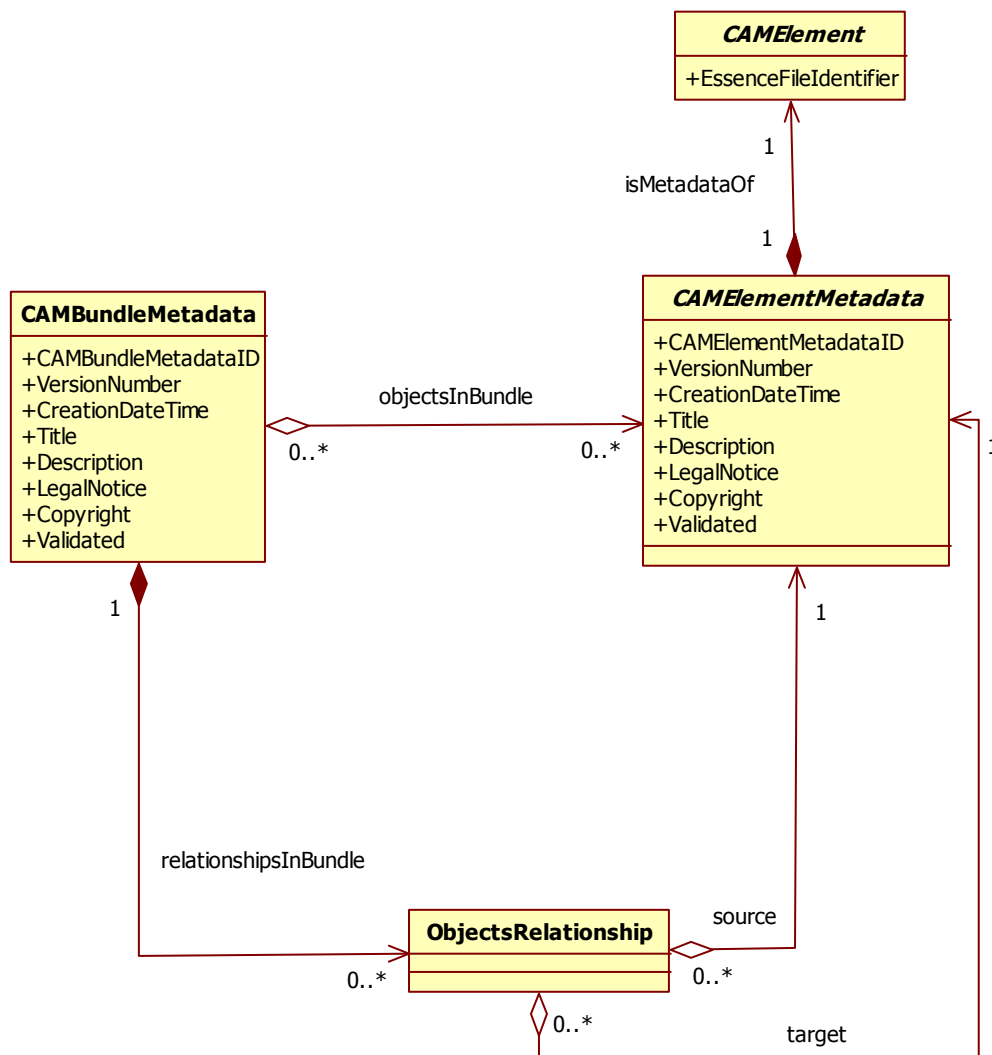 CAMElement
+EssenceFileIdentifier
1
isMetadataOf
1
CAMBundleMetadata
+CAMBundleMetadataID
+VersionNumber
+CreationDateTime
+Title
+Description
+LegalNotice
+Copyright
+Validated
objectsInBundle
0..*
0..*
CAMElementMetadata
+CAMElementMetadataID
+VersionNumber
+CreationDateTime
+Title
+Description
+LegalNotice
+Copyright
+Validated
1
1
1
relationshipsInBundle
0..*
ObjectsRelationship
source
0..*
0..*
target